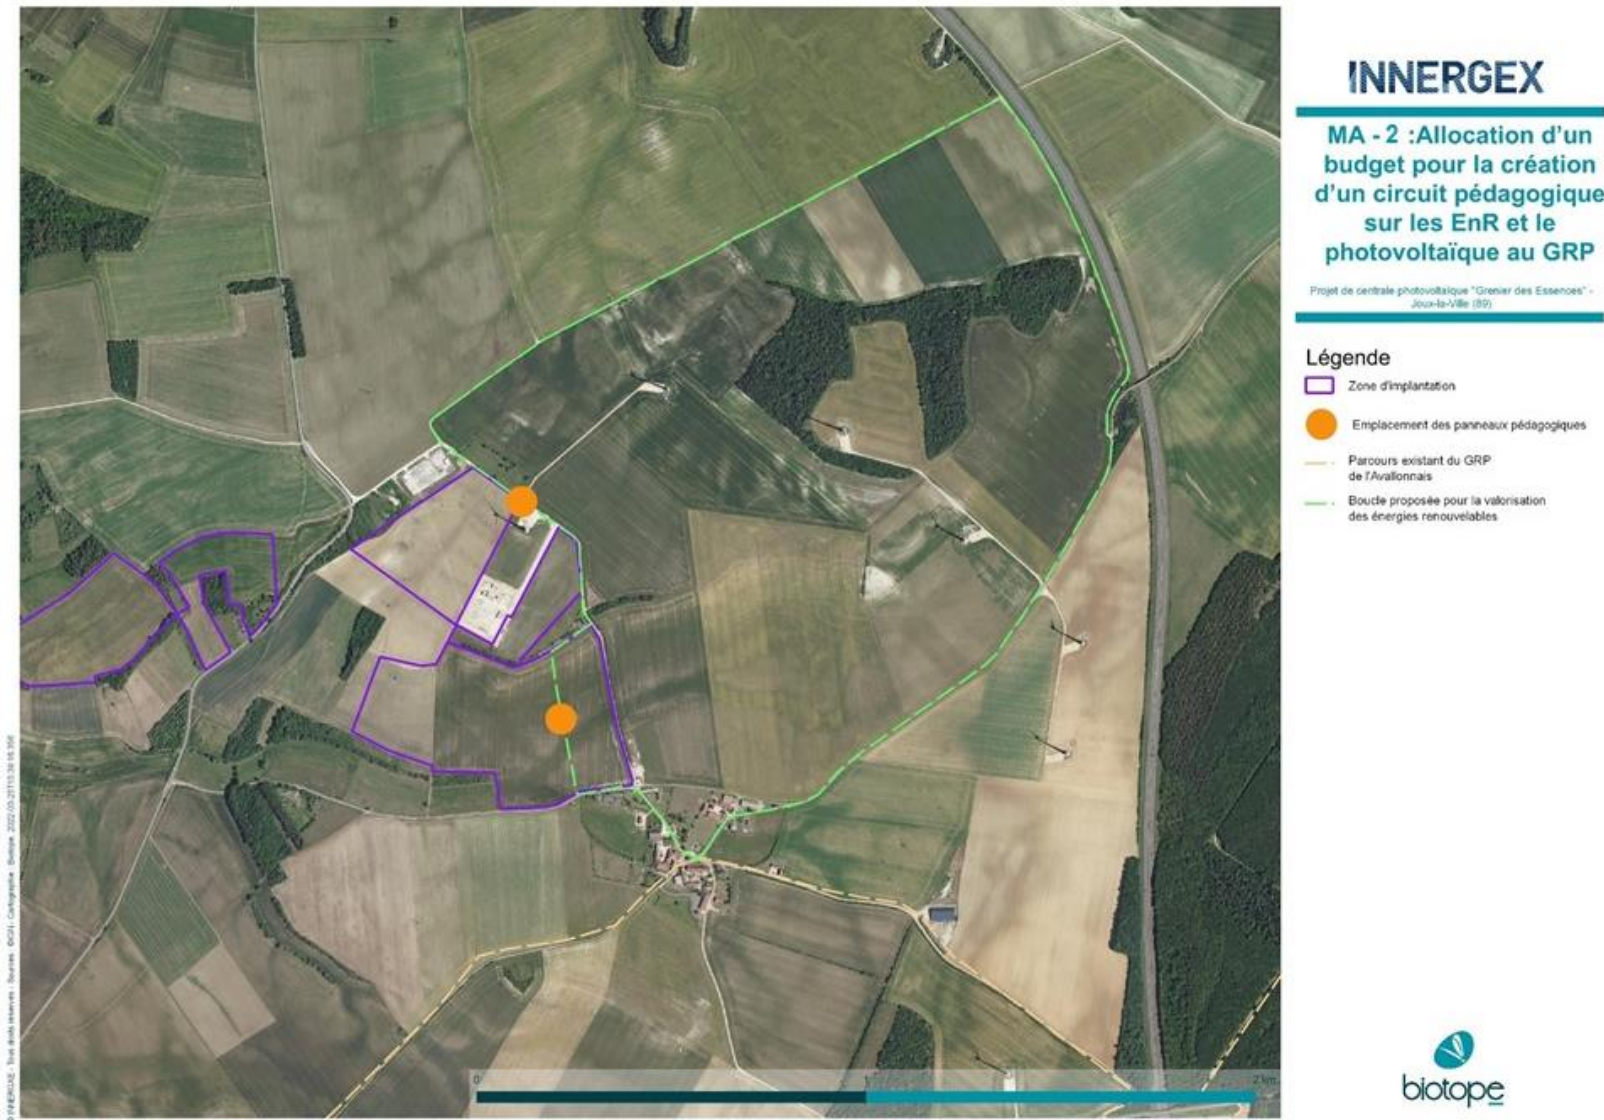 INNERGEX
MA - 2 :Allocation d'un
budget pour la création
d'un circuit pédagogique
sur les EnR et le
photovoltaïque au GRP
Projet de centrale photovoltaïque "Grenier des Essences" -
Joux-la-Ville (89)
Légende
Zone d'implantation
Emplacement des panneaux pédagogiques
Parcours existant du GRP
de l'Avallonnais
Boucle proposée pour la valorisation
des énergies renouvelables
0
2 km
biotope